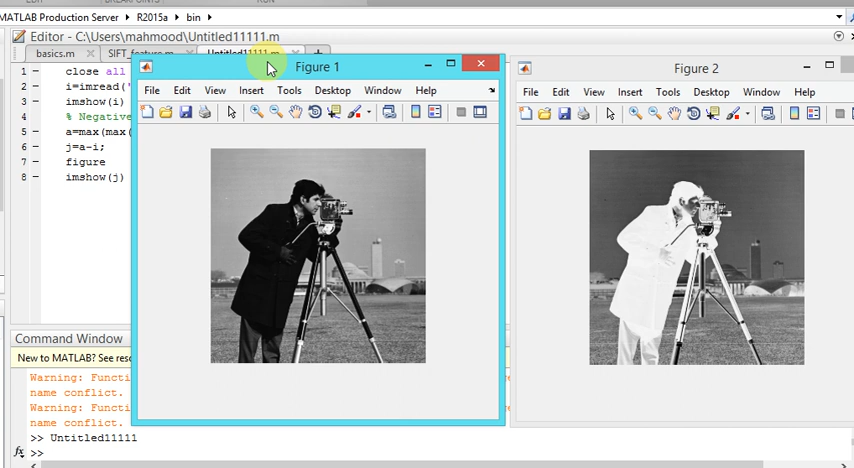 MATLAB Production Server R2015a bin
Editor - C:\Users\mahmood\Untitled11111.m
basics.m SIFT_feature.m Untitled11111.m
1 close all
2 i=imread('
3 imshow(i)
4 % Negative
5 a=max(max(
6 j=a-i;
7 figure
8 imshow(j)
Figure 1
File Edit View Insert Tools Desktop Window Help
Figure 2
File Edit View Insert Tools Desktop Window Help
Command Window
New to MATLAB? See
Warning: Functi
name conflict.
Warning: Functi
name conflict.
>> Untitled11111
fx >>